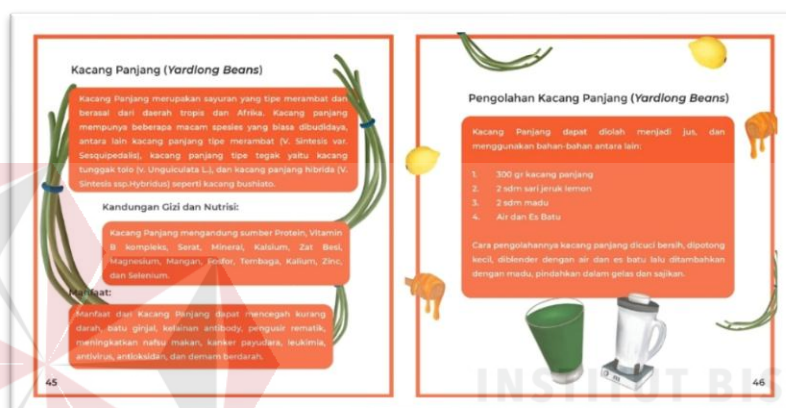 Kacang Panjang (Yardlong Beans)
Kacang Panjang merupakan sayuran yang tipe merambat dan
berasal dari daerah tropis dan Afrika. Kacang panjang
mempunya beberapa macam spesies yang biasa dibudidaya,
antara lain kacang panjang tipe merambat (V. Sintesis var.
Sesquipedalis), kacang panjang tipe tegak yaitu kacang
tunggak tolo (v. Unguiculata L.), dan kacang panjang hibrida (V.
Sintesis ssp.Hybridus) seperti kacang bushiato.
Kandungan Gizi dan Nutrisi:
Kacang Panjang mengandung sumber Protein, Vitamin
B kompleks, Serat, Mineral, Kalsium, Zat Besi,
Magnesium, Mangan, Fosfor, Tembaga, Kalium, Zinc,
dan Selenium.
Manfaat:
Manfaat dari Kacang Panjang dapat mencegah kurang
darah, batu ginjal, kelainan antibody, pengusir rematik,
meningkatkan nafsu makan, kanker payudara, leukimia,
antivirus, antioksidan, dan demam berdarah.
45
Pengolahan Kacang Panjang (Yardlong Beans)
Kacang Penjang dapat diolah menjadi jus, dan
menggunakan bahan-bahan antara lain:
1. 300 gr kacang panjang
2. 2 sdm sari jeruk lemon
3. 2 sdm madu
4. Air dan Es Batu
Cara pengolahannya kacang panjang dicuci bersih, dipotong
kecil, diblender dengan air dan es batu lalu ditambahkan
dengan madu, pindahkan dalam gelas dan sajikan.
46
INSTITUT BIS